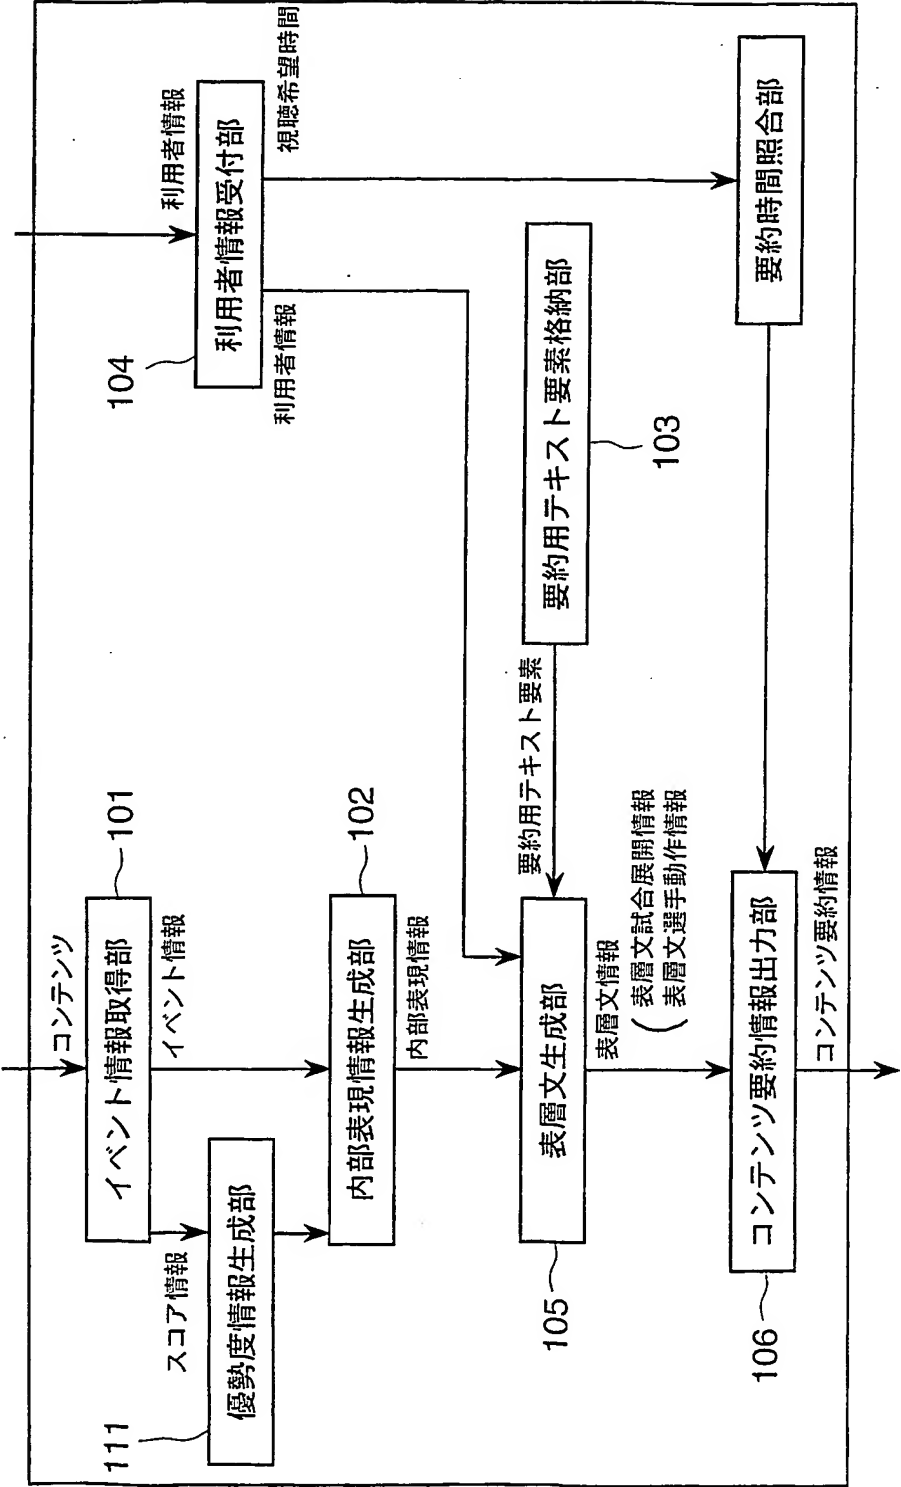 コンテンツ
イベント情報取得部
101
イベント情報
スコア情報
優勢度情報生成部
111
内部表現情報生成部
102
内部表現情報
利用者情報
利用者情報受付部
104
利用者情報
視聴希望時間
要約用テキスト要素格納部
103
要約用テキスト要素
表層文生成部
105
表層文情報
(表層文試合展開情報
表層文選手動作情報)
要約時間照合部
コンテンツ要約情報出力部
106
コンテンツ要約情報